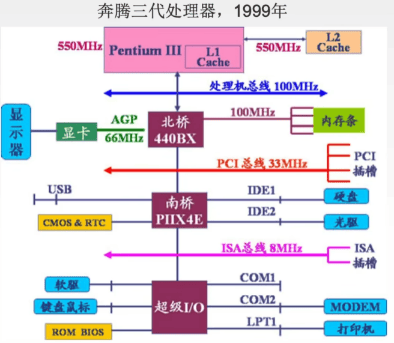 奔腾三代处理器，1999年
550MHz
Pentium III
L1
Cache
550MHz
L2
Cache
处理机总线 100MHz
显示器
显卡
AGP
66MHz
北桥
440BX
100MHz
内存条
PCI 总线 33MHz
PCI
插槽
USB
CMOS & RTC
南桥
PIIX4E
IDE1
硬盘
IDE2
光驱
ISA总线 8MHz
ISA
插槽
软驱
键盘鼠标
ROM BIOS
超级I/O
COM1
COM2
MODEM
LPT1
打印机